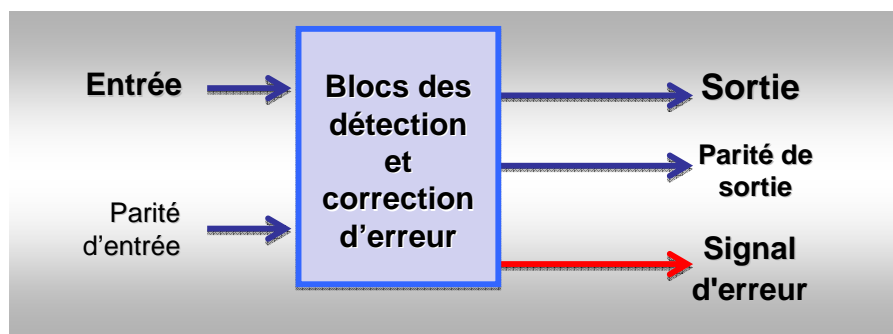 Entrée
Parité
d’entrée
Blocs des
détection
et
correction
d’erreur
Sortie
Parité de
sortie
Signal
d'erreur